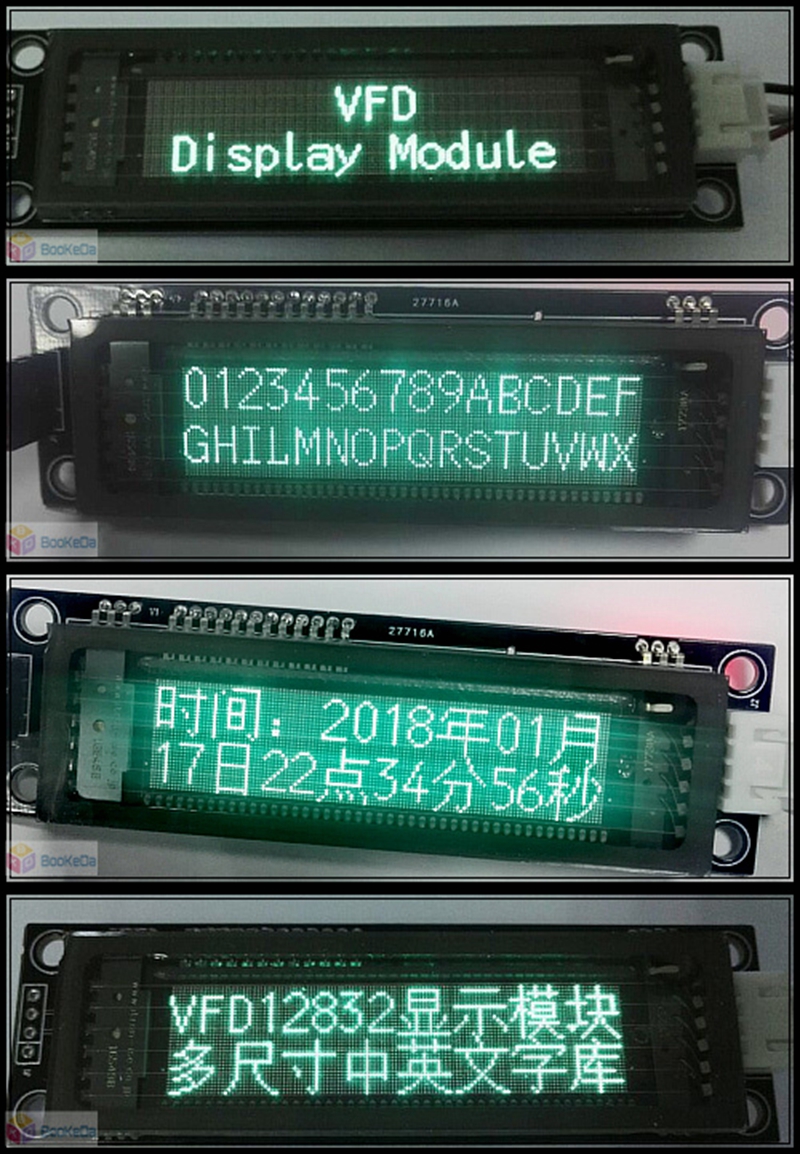 VFD
Display Module
BooKeDa
27716A
0123456789ABCDEF
GHILMNOPQRSTUVWX
BooKeDa
27716A
时间：2018年01月
17日22点34分56秒
BooKeDa
VFD12832显示模块
多尺寸中英文字库
BooKeDa